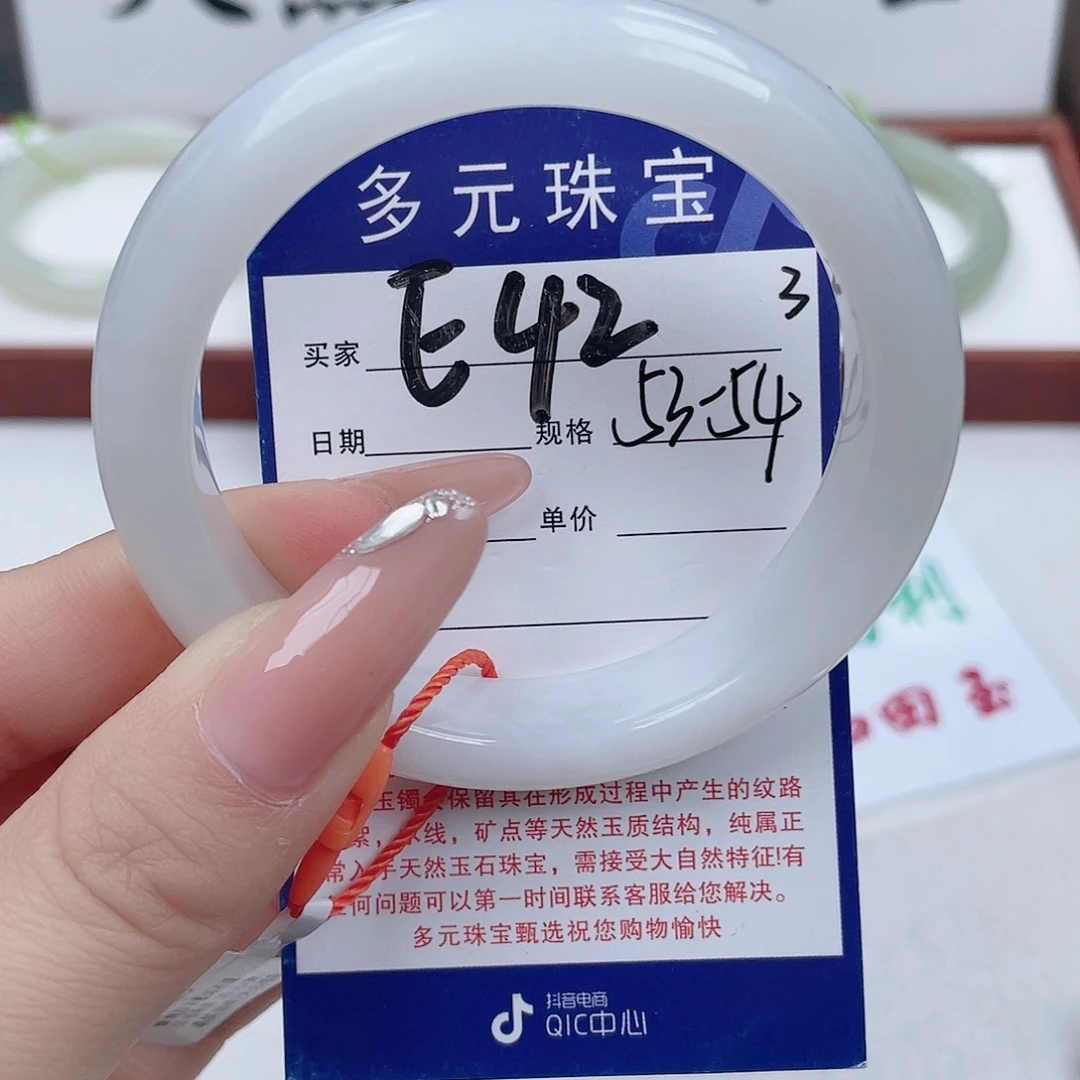 多元珠宝
3
买家 E42
日期 规格 53-54
单价
玉镯 保留其在形成过程中产生的纹路
线，矿点等天然玉质结构，纯属正
常 天然玉石珠宝，需接受大自然特征!有
何问题可以第一时间联系客服给您解决。
多元珠宝甄选祝您购物愉快
抖音电商
QIC中心